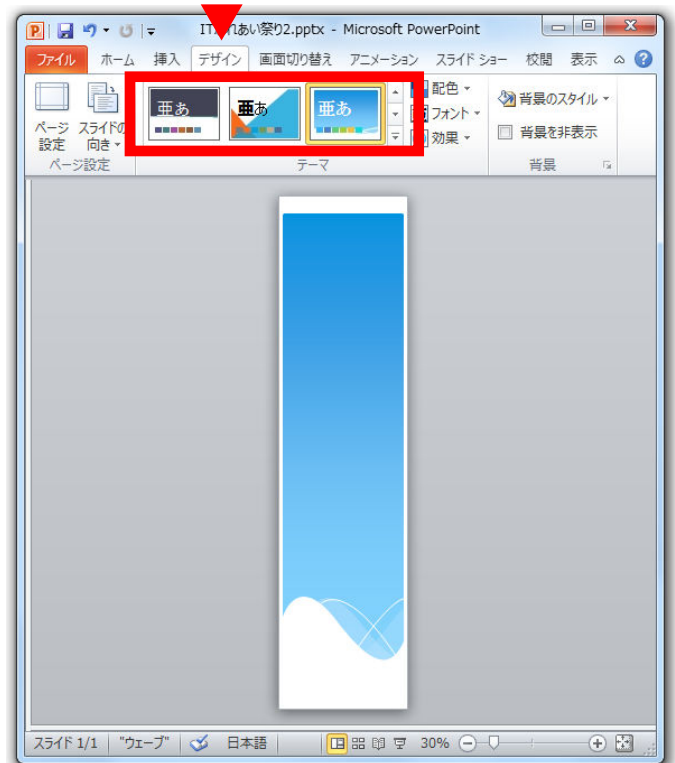 あい祭り2.pptx - Microsoft PowerPoint
ファイル ホーム 挿入 デザイン 画面切り替え アニメーション スライド ショー 校閲 表示
亜あ 亜あ 亜あ
ページ設定
スライドの向き
配色
フォント
効果
背景のスタイル
背景を非表示
ページ設定 テーマ 背景
スライド 1/1 "ウェーブ" 日本語 30%